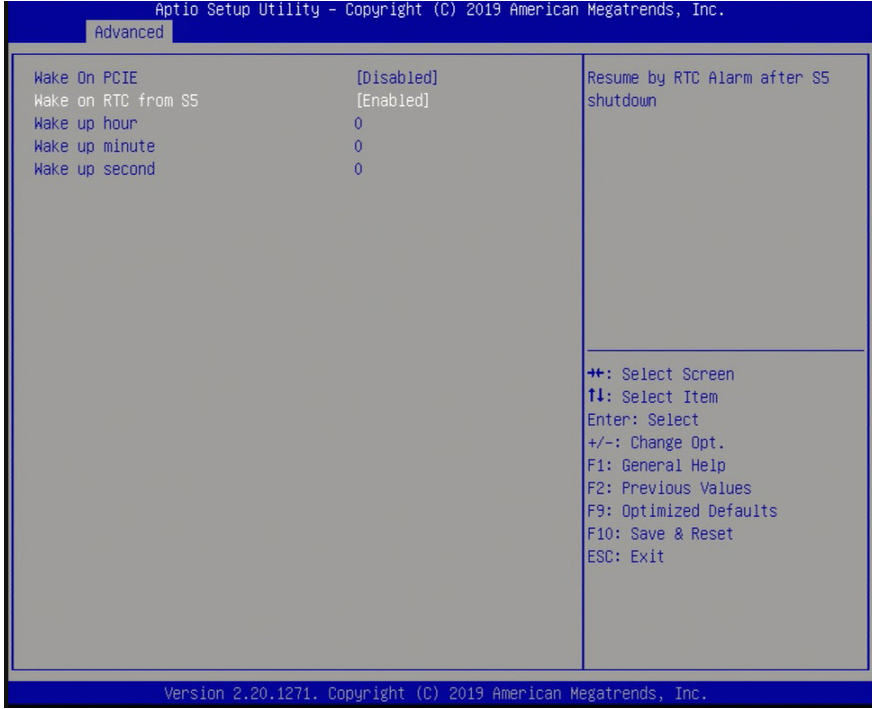 Aptio Setup Utility - Copyright (C) 2019 American Megatrends, Inc.
Advanced
Wake On PCIE [Disabled]
Wake on RTC from S5 [Enabled]
Wake up hour 0
Wake up minute 0
Wake up second 0
Resume by RTC Alarm after S5
shutdown
→←: Select Screen
↑↓: Select Item
Enter: Select
+/-: Change Opt.
F1: General Help
F2: Previous Values
F9: Optimized Defaults
F10: Save & Reset
ESC: Exit
Version 2.20.1271. Copyright (C) 2019 American Megatrends, Inc.